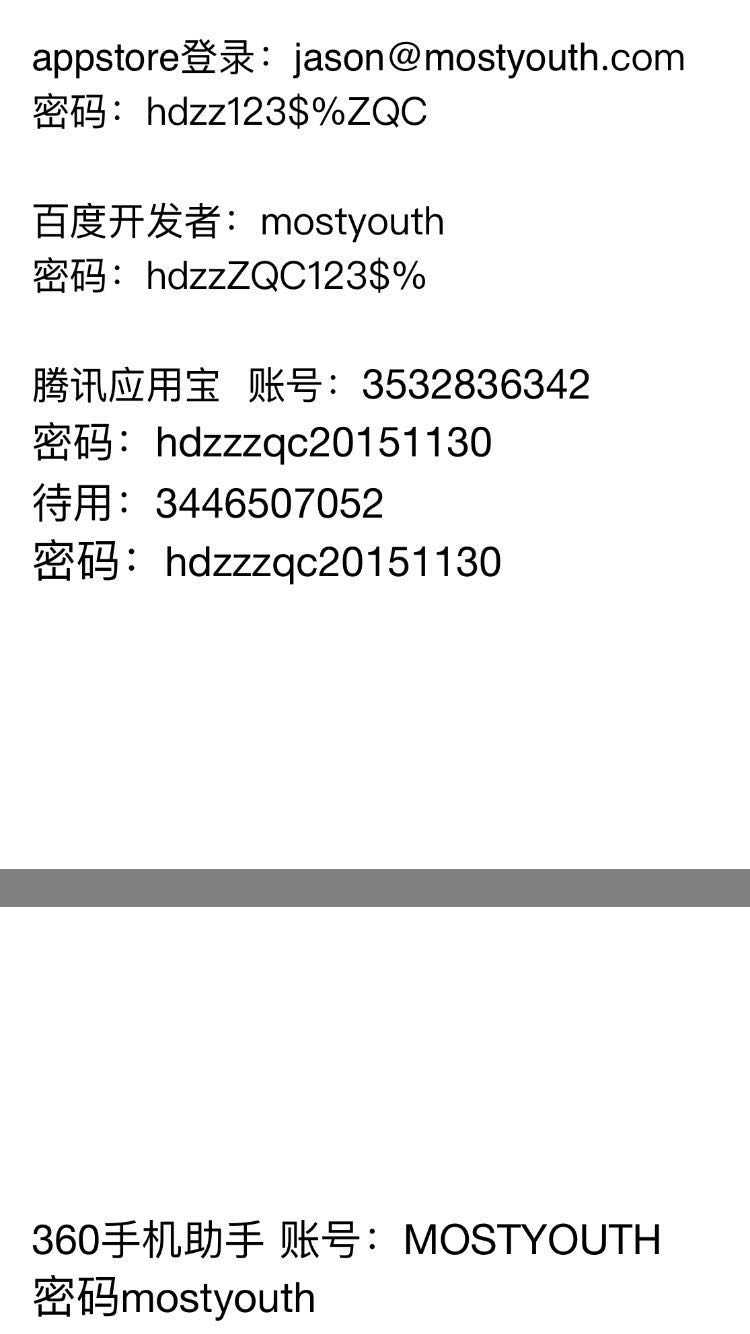 appstore登录：jason@mostyouth.com
密码：hdzz123$%ZQC
百度开发者：mostyouth
密码：hdzzZQC123$%
腾讯应用宝 账号：3532836342
密码：hdzzzqc20151130
待用：3446507052
密码：hdzzzqc20151130
360手机助手 账号：MOSTYOUTH
密码mostyouth